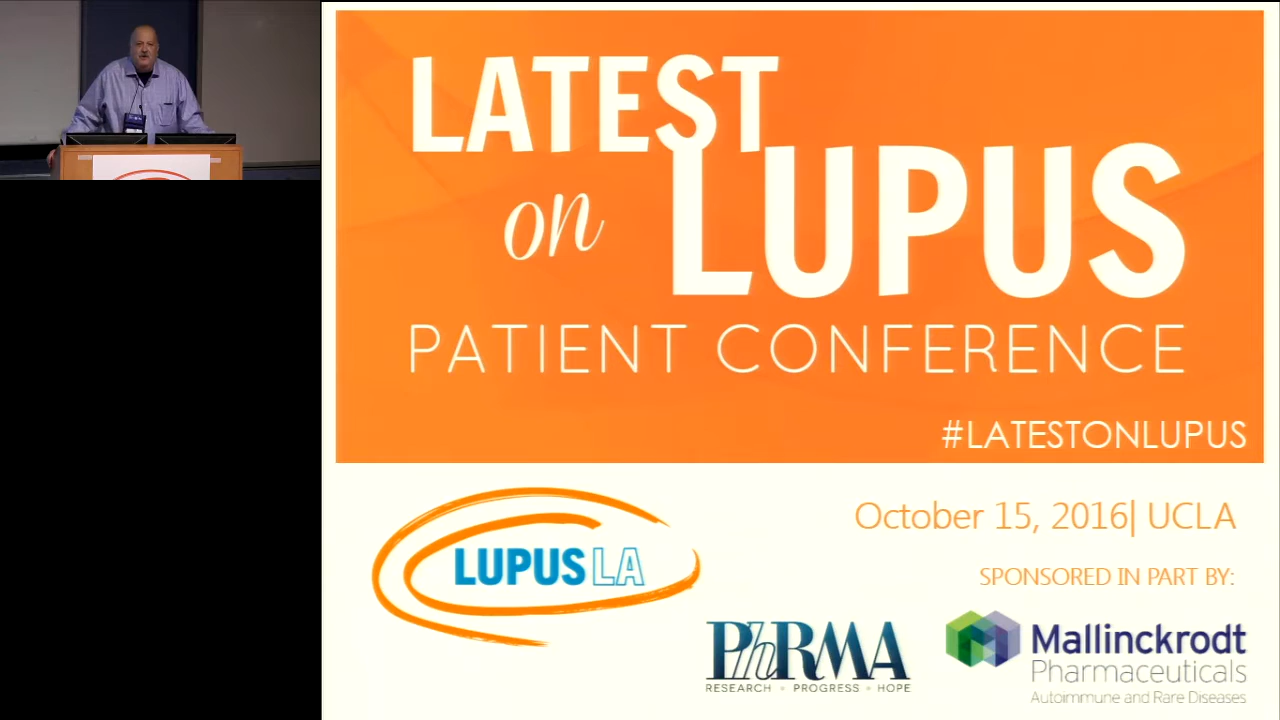 LATEST
on LUPUS
PATIENT CONFERENCE
#LATESTONLUPUS
October 15, 2016| UCLA
LUPUS LA
SPONSORED IN PART BY:
PhRMA
RESEARCH • PROGRESS • HOPE
Mallinckrodt
Pharmaceuticals
Autoimmune and Rare Diseases